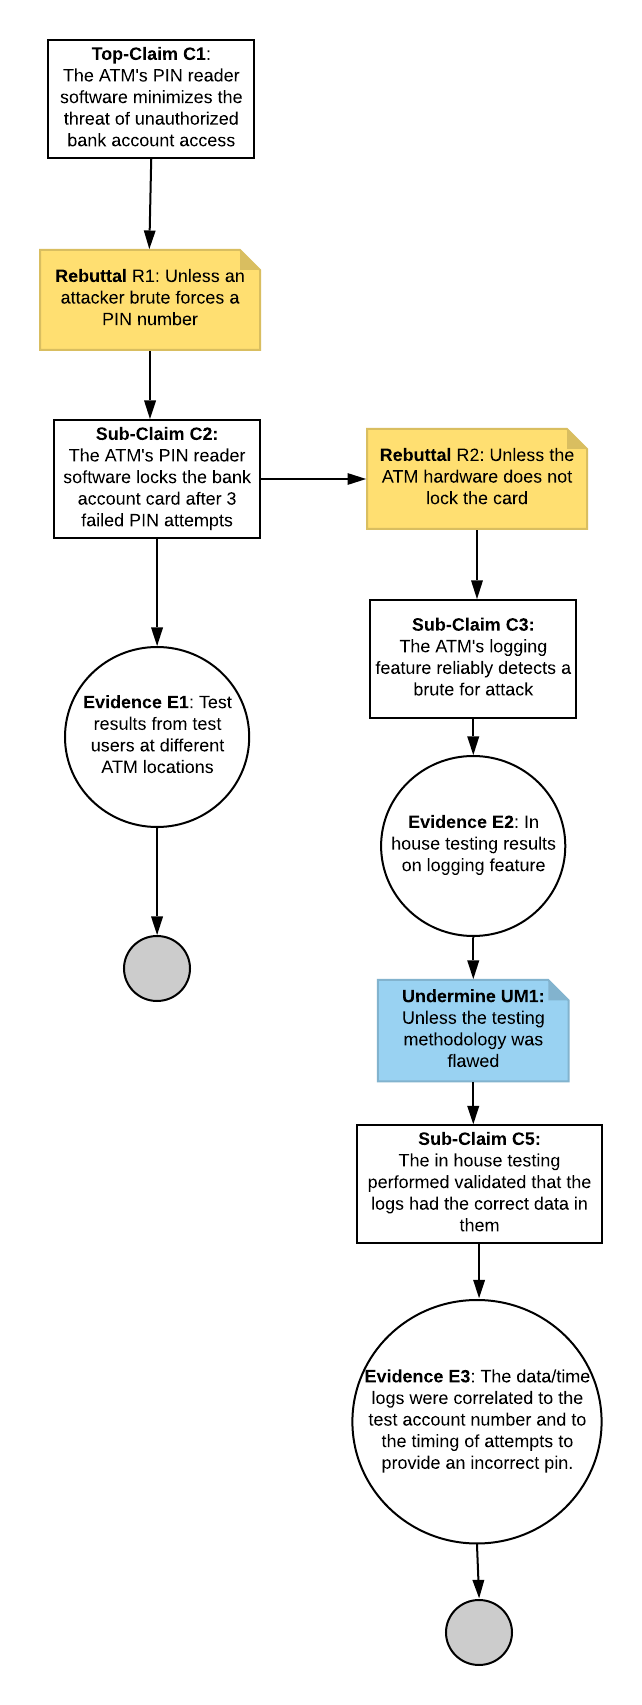 Top-Claim C1:
The ATM's PIN reader
software minimizes the
threat of unauthorized
bank account access
Rebuttal R1: Unless an
attacker brute forces a
PIN number
Sub-Claim C2:
The ATM's PIN reader
software locks the bank
account card after 3
failed PIN attempts
Rebuttal R2: Unless the
ATM hardware does not
lock the card
Sub-Claim C3:
The ATM's logging
feature reliably detects a
brute for attack
Evidence E1: Test
results from test
users at different
ATM locations
Evidence E2: In
house testing results
on logging feature
Undermine UM1:
Unless the testing
methodology was
flawed
Sub-Claim C5:
The in house testing
performed validated that the
logs had the correct data in
them
Evidence E3: The data/time
logs were correlated to the
test account number and to
the timing of attempts to
provide an incorrect pin.